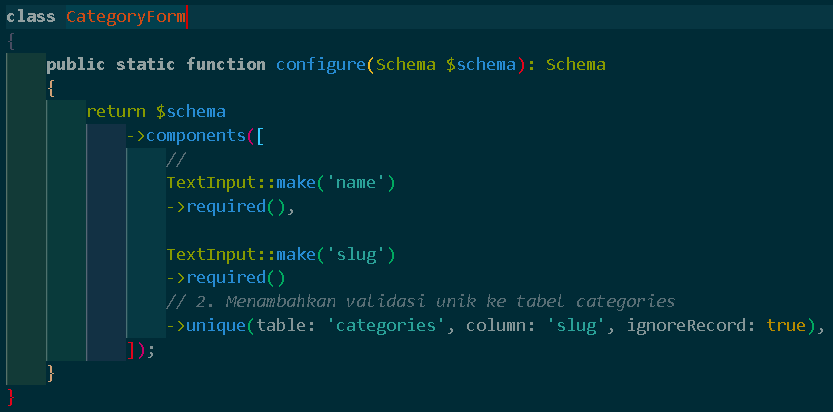 class CategoryForm
{
    public static function configure(Schema $schema): Schema
    {
        return $schema
            ->components([
                //
                TextInput::make('name')
                ->required(),

                TextInput::make('slug')
                ->required()
                // 2. Menambahkan validasi unik ke tabel categories
                ->unique(table: 'categories', column: 'slug', ignoreRecord: true),
            ]);
    }
}